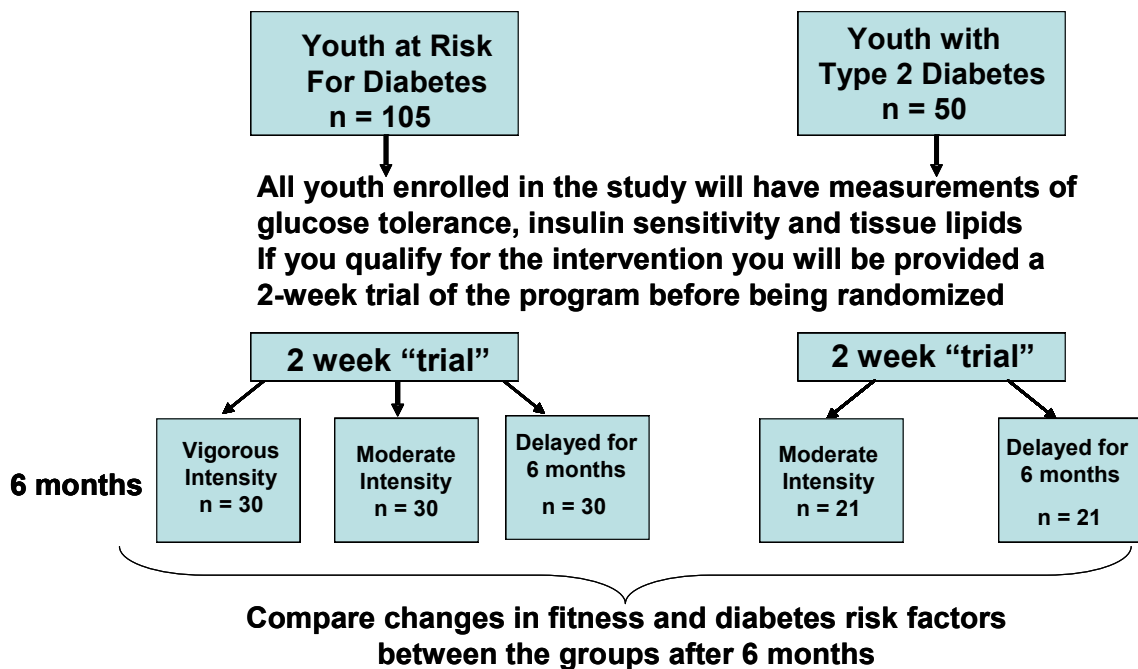 Youth at Risk
For Diabetes
n = 105
Youth with
Type 2 Diabetes
n = 50
All youth enrolled in the study will have measurements of
glucose tolerance, insulin sensitivity and tissue lipids
If you qualify for the intervention you will be provided a
2-week trial of the program before being randomized
2 week “trial”
2 week “trial”
6 months
Vigorous
Intensity
n = 30
Moderate
Intensity
n = 30
Delayed for
6 months
n = 30
Moderate
Intensity
n = 21
Delayed for
6 months
n = 21
Compare changes in fitness and diabetes risk factors
between the groups after 6 months